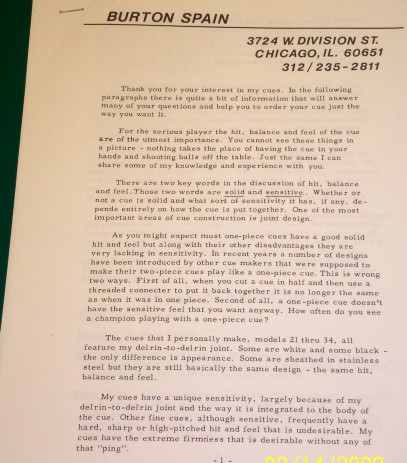 BURTON SPAIN
3724 W. DIVISION ST.
CHICAGO, IL. 60651
312/235-2811
Thank you for your interest in my cues. In the following
paragraphs there is quite a bit of information that will answer
many of your questions and help you to order your cue just the
way you want it.
For the serious player the hit, balance and feel of the cue
are of the utmost importance. You cannot see these things in
a picture - nothing takes the place of having the cue in your
hands and shooting balls off the table. Just the same I can
share some of my knowledge and experience with you.
There are two key words in the discussion of hit, balance
and feel. Those two words are solid and sensitive. Whether or
not a cue is solid and what sort of sensitivity it has, if any, de-
pends entirely on how the cue is put together. One of the most
important areas of cue construction is joint design.
As you might expect most one-piece cues have a good solid
hit and feel but along with their other disadvantages they are
very lacking in sensitivity. In recent years a number of designs
have been introduced by other cue makers that were supposed to
make their two-piece cues play like a one-piece cue. This is wrong
two ways. First of all, when you cut a cue in half and then use a
threaded connecter to put it back together it is no longer the same
as when it was in one piece. Second of all, a one-piece cue doesn't
have the sensitive feel that you want anyway. How often do you see
a champion playing with a one-piece cue?
The cues that I personally make, models 21 thru 34, all
feature my delrin-to-delrin joint. Some are white and some black -
the only difference is appearance. Some are sheathed in stainless
steel but they are still basically the same design - the same hit,
balance and feel.
My cues have a unique sensitivity, largely because of my
delrin-to-delrin joint and the way it is integrated to the body of
the cue. Other fine cues, although sensitive, frequently have a
hard, sharp or high-pitched hit and feel that is undesirable. My
cues have the extreme firmness that is desirable without any of
that "ping".
- 1 -